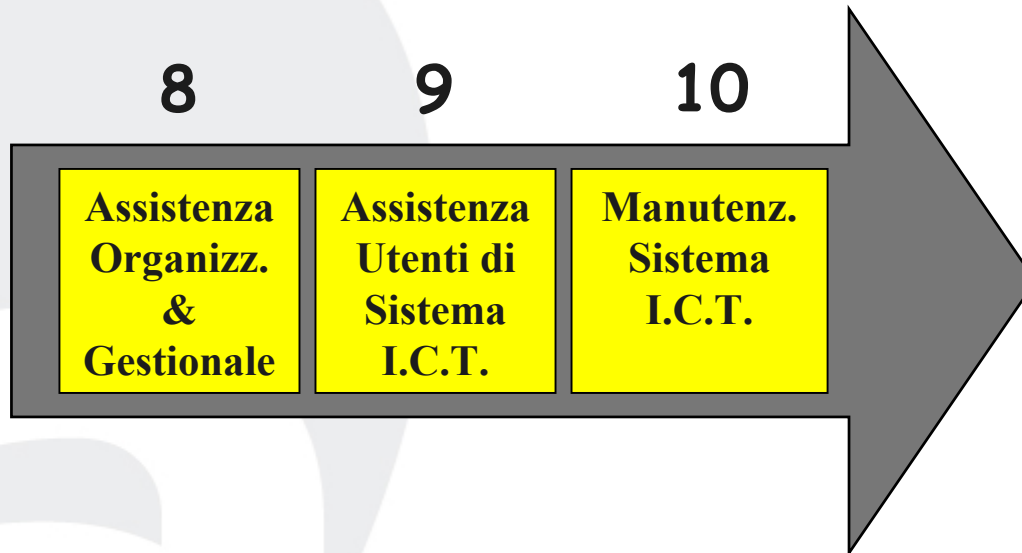 8 9 10
Assistenza
Organizz.
&
Gestionale
Assistenza
Utenti di
Sistema
I.C.T.
Manutenz.
Sistema
I.C.T.